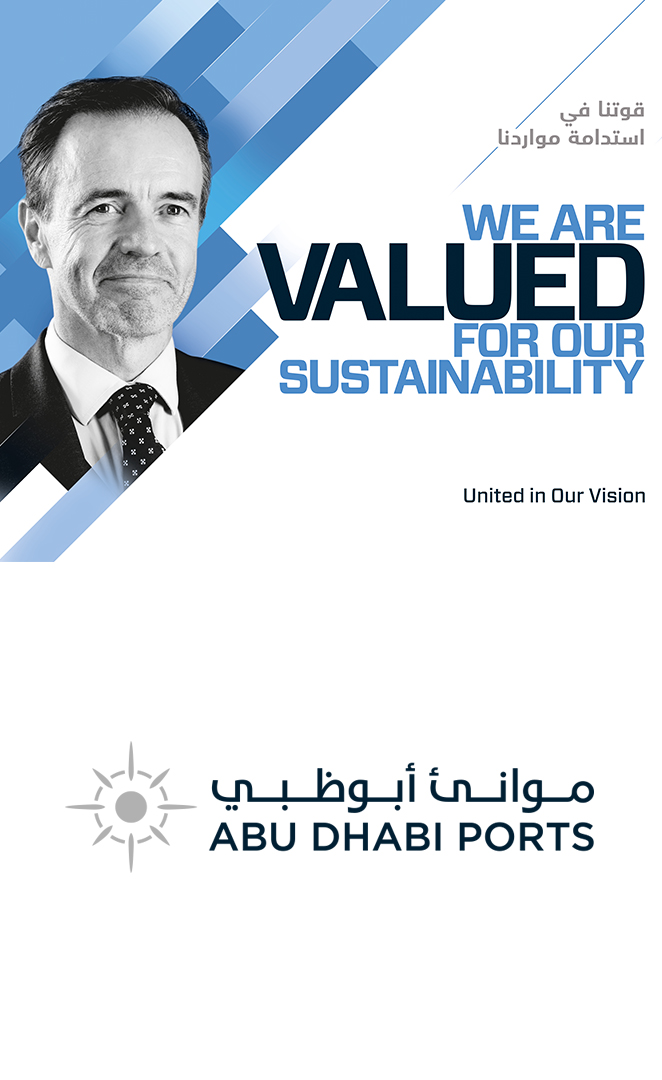 قوتنا في
استدامة مواردنا
WE ARE
VALUED
FOR OUR
SUSTAINABILITY
United in Our Vision
موانئ أبوظبي
ABU DHABI PORTS